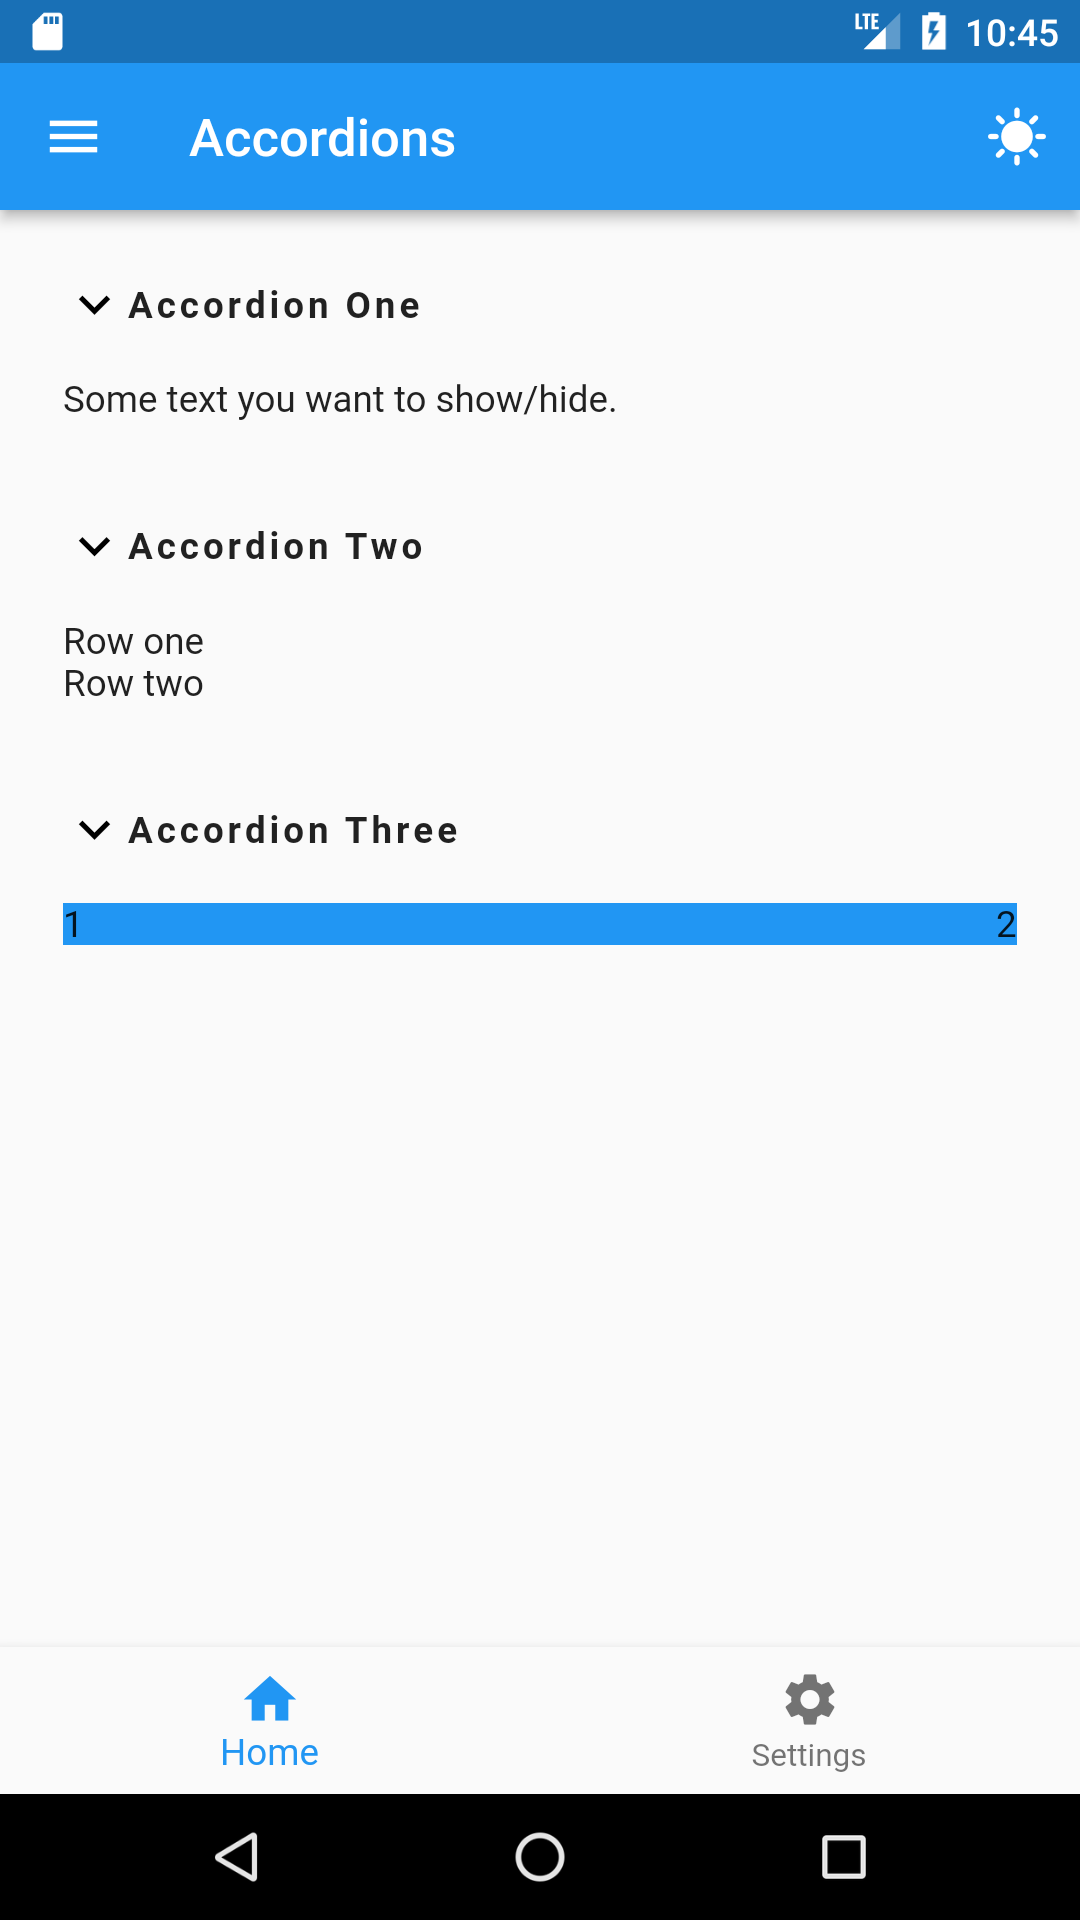 LTE 10:45
Accordions
Accordion One
Some text you want to show/hide.
Accordion Two
Row one
Row two
Accordion Three
1 2
Home Settings